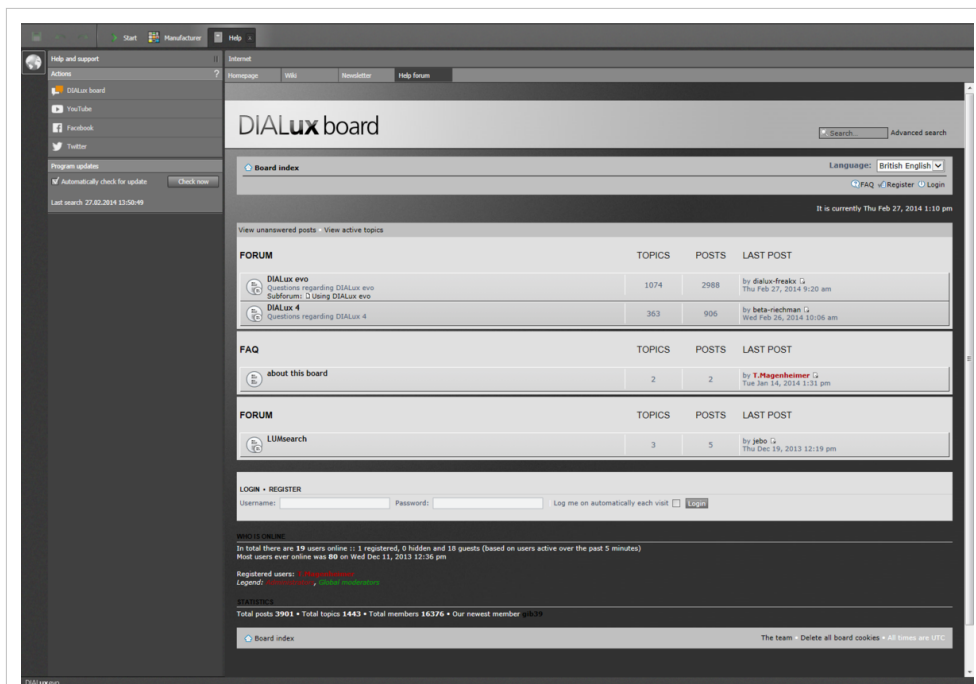 Start Manufacturer Help x
Help and support
Actions ?
DIALux board
YouTube
Facebook
Twitter
Program updates
Automatically check for update Check now
Last search 27.02.2014 13:50:49
Internet
Homepage Wiki Newsletter Help forum
DIALux board
Search... Advanced search
Board index Language: British English
FAQ Register Login
It is currently Thu Feb 27, 2014 1:10 pm
View unanswered posts • View active topics
FORUM TOPICS POSTS LAST POST
DIALux evo
Questions regarding DIALux evo
Subforum: Using DIALux evo
1074 2988 by dialux-freakx
Thu Feb 27, 2014 9:20 am
DIALux 4
Questions regarding DIALux 4
363 906 by beta-riechman
Wed Feb 26, 2014 10:06 am
FAQ TOPICS POSTS LAST POST
about this board
2 2 by T.Magenheimer
Tue Jan 14, 2014 1:31 pm
FORUM TOPICS POSTS LAST POST
LUMsearch
3 5 by jebo
Thu Dec 19, 2013 12:19 pm
LOGIN • REGISTER
Username: Password: | Log me on automatically each visit Login
WHO IS ONLINE
In total there are 19 users online :: 1 registered, 0 hidden and 18 guests (based on users active over the past 5 minutes)
Most users ever online was 80 on Wed Dec 11, 2013 12:36 pm
Registered users: T.Magenheimer
Legend: , Global moderators
STATISTICS
Total posts 3901 • Total topics 1443 • Total members 16376 • Our newest member
Board index The team • Delete all board cookies • All times are UTC
DIALux evo